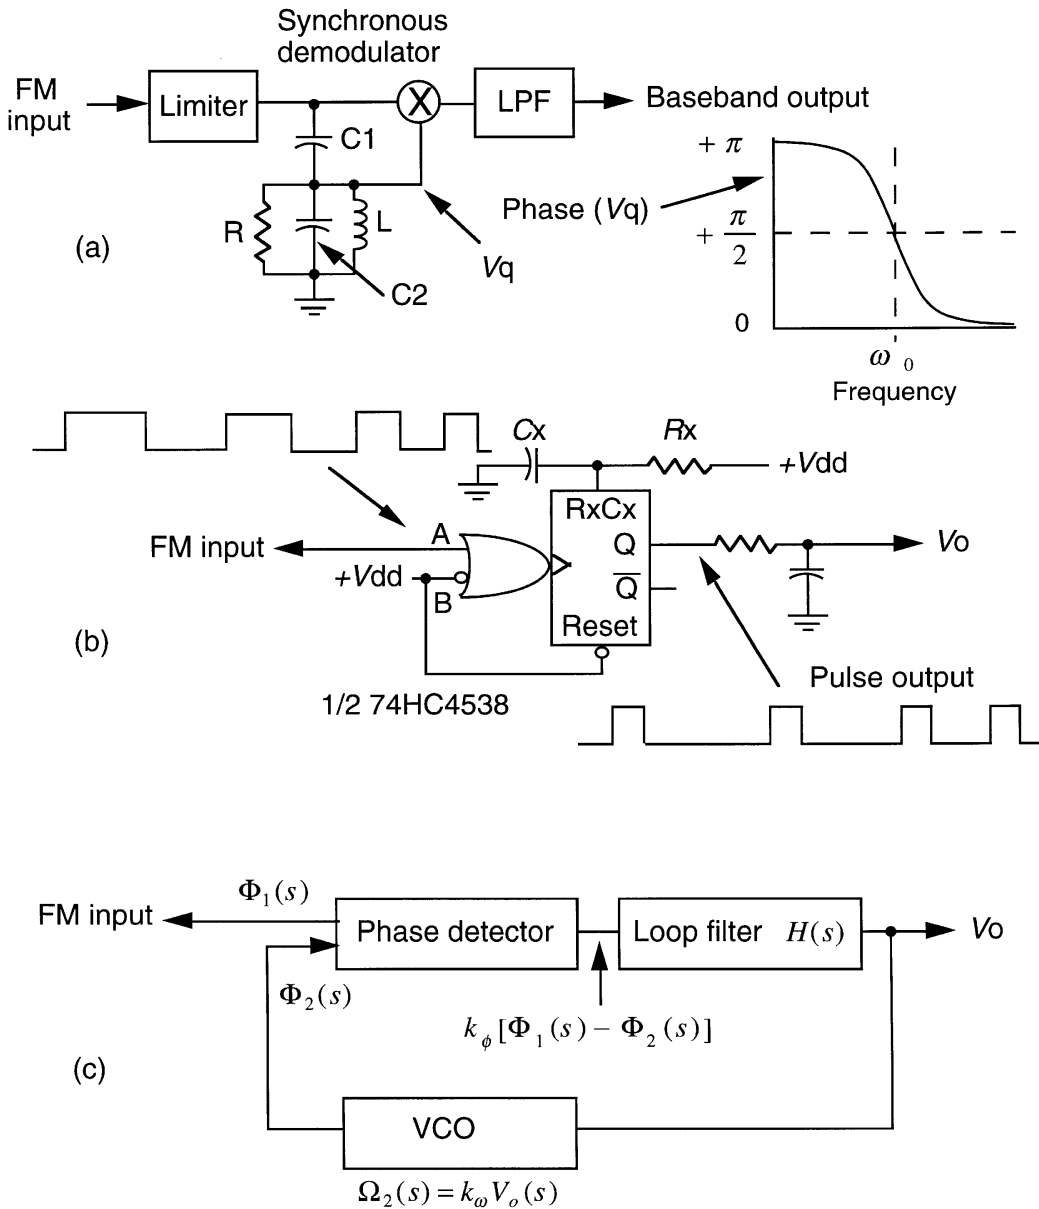 Synchronous
demodulator
FM
input
Limiter
X
LPF
Baseband output
C1
R
L
C2
Vq
(a)
Phase (Vq)
+ π
+ π/2
0
ω 0
Frequency
Cx
Rx
+Vdd
RxCx
Q
Q̅
Reset
FM input
A
+Vdd
B
Vo
(b)
1/2 74HC4538
Pulse output
Φ1(s)
FM input
Phase detector
Loop filter H(s)
Vo
Φ2(s)
kϕ[Φ1(s) − Φ2(s)]
(c)
VCO
Ω2(s) = kωVo(s)